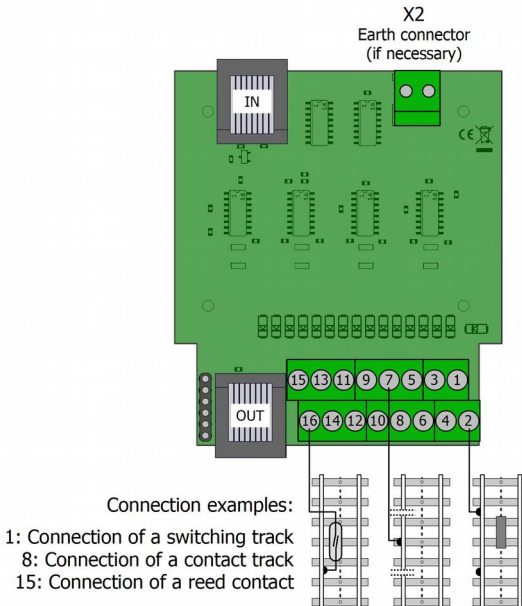 X2
Earth connector
(if necessary)
IN
CE
15 13 11 9 7 5 3 1
OUT
16 14 12 10 8 6 4 2
Connection examples:
1: Connection of a switching track
8: Connection of a contact track
15: Connection of a reed contact